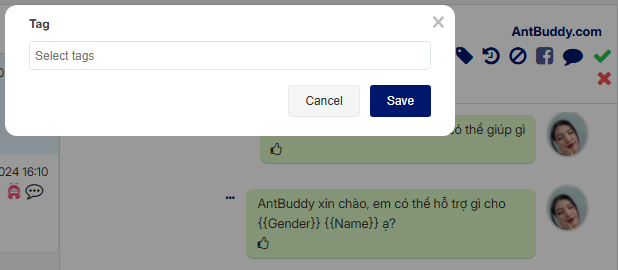 Tag
×
Select tags
Cancel
Save
AntBuddy.com
có thể giúp gì
024 16:10
AntBuddy xin chào, em có thể hỗ trợ gì cho
{{Gender}} {{Name}} ạ?